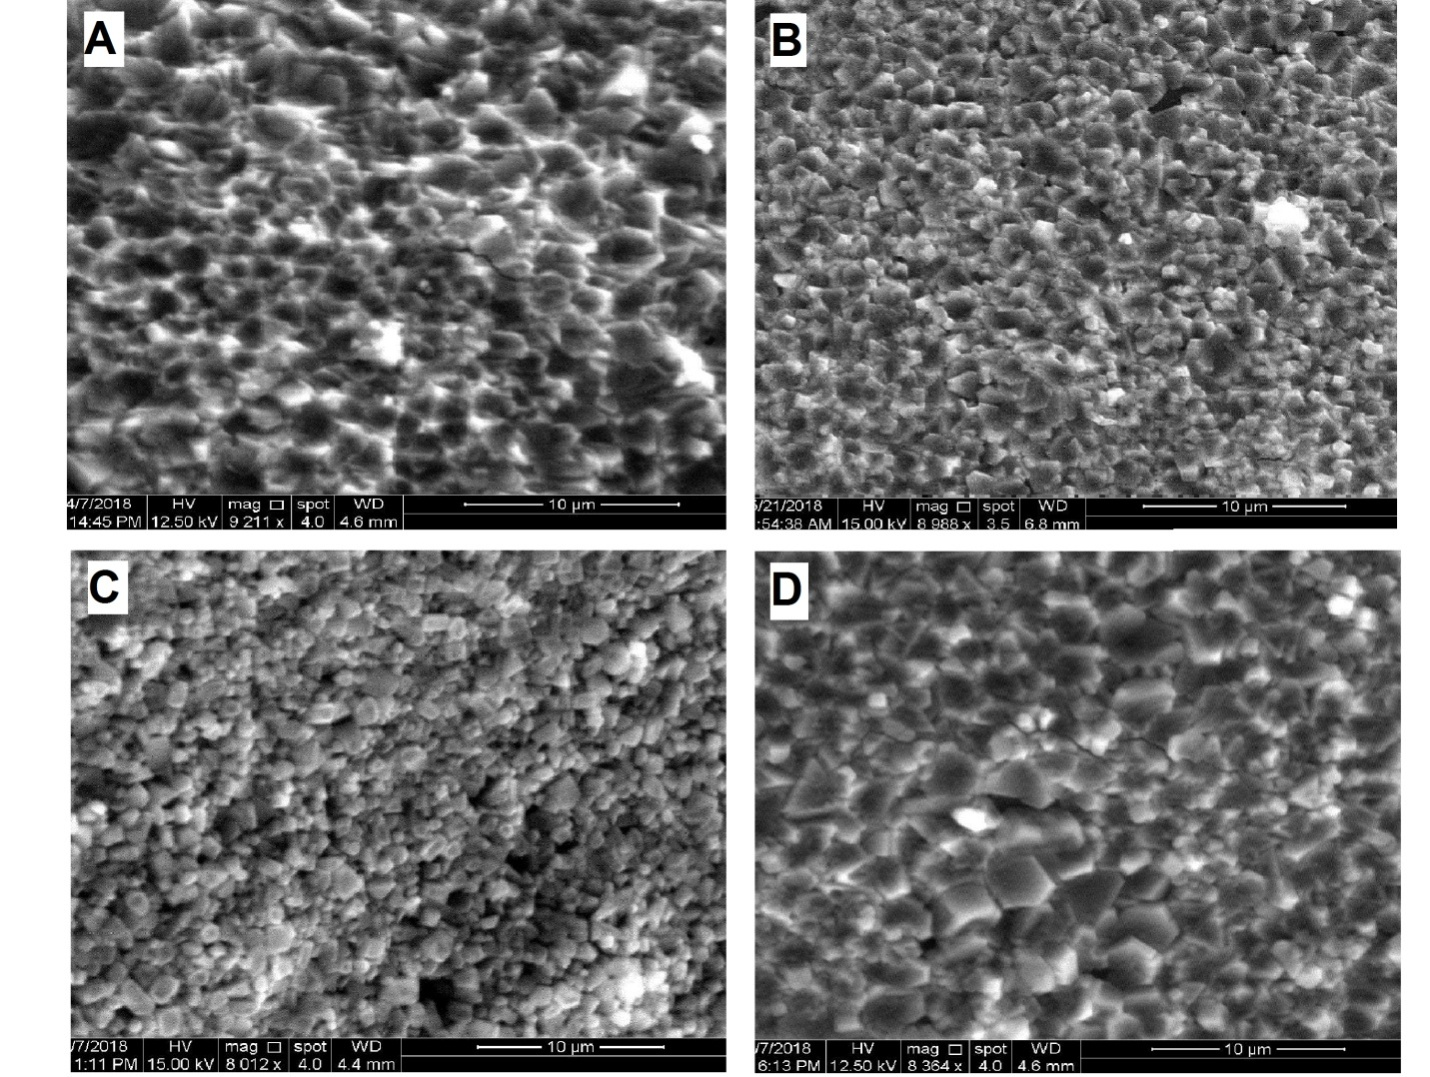 A
B
4/7/2018 HV mag spot WD 10 µm
14:45 PM 12.50 kV 9 211 x 4.0 4.6 mm
/21/2018 HV mag spot WD 10 µm
:54:38 AM 15.00 kV 8 988 x 3.5 6.8 mm
C
D
/7/2018 HV mag spot WD 10 µm
1:11 PM 15.00 kV 8 012 x 4.0 4.4 mm
/7/2018 HV mag spot WD 10 µm
6:13 PM 12.50 kV 8 364 x 4.0 4.6 mm